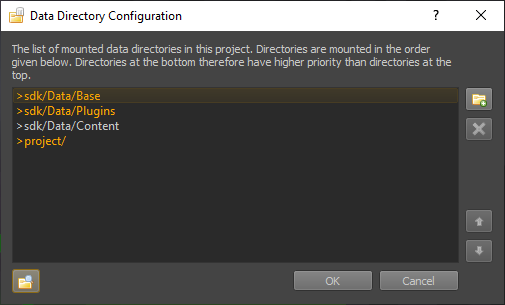 Data Directory Configuration
?
The list of mounted data directories in this project. Directories are mounted in the order
given below. Directories at the bottom therefore have higher priority than directories at the
top.
>sdk/Data/Base
>sdk/Data/Plugins
>sdk/Data/Content
>project/
OK
Cancel